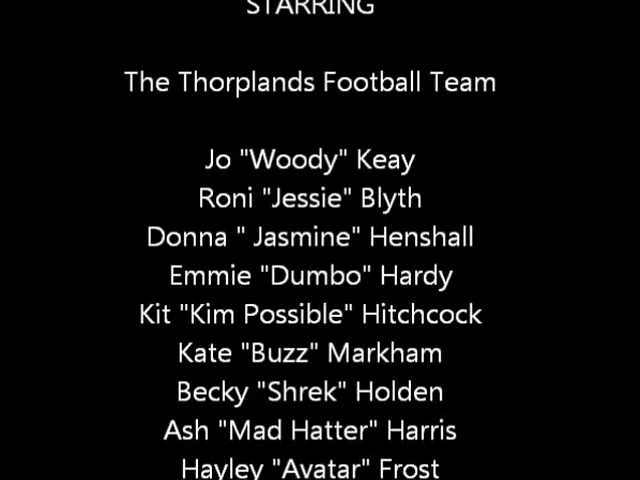 STARRING
The Thorplands Football Team
Jo "Woody" Keay
Roni "Jessie" Blyth
Donna " Jasmine" Henshall
Emmie "Dumbo" Hardy
Kit "Kim Possible" Hitchcock
Kate "Buzz" Markham
Becky "Shrek" Holden
Ash "Mad Hatter" Harris
Hayley "Avatar" Frost